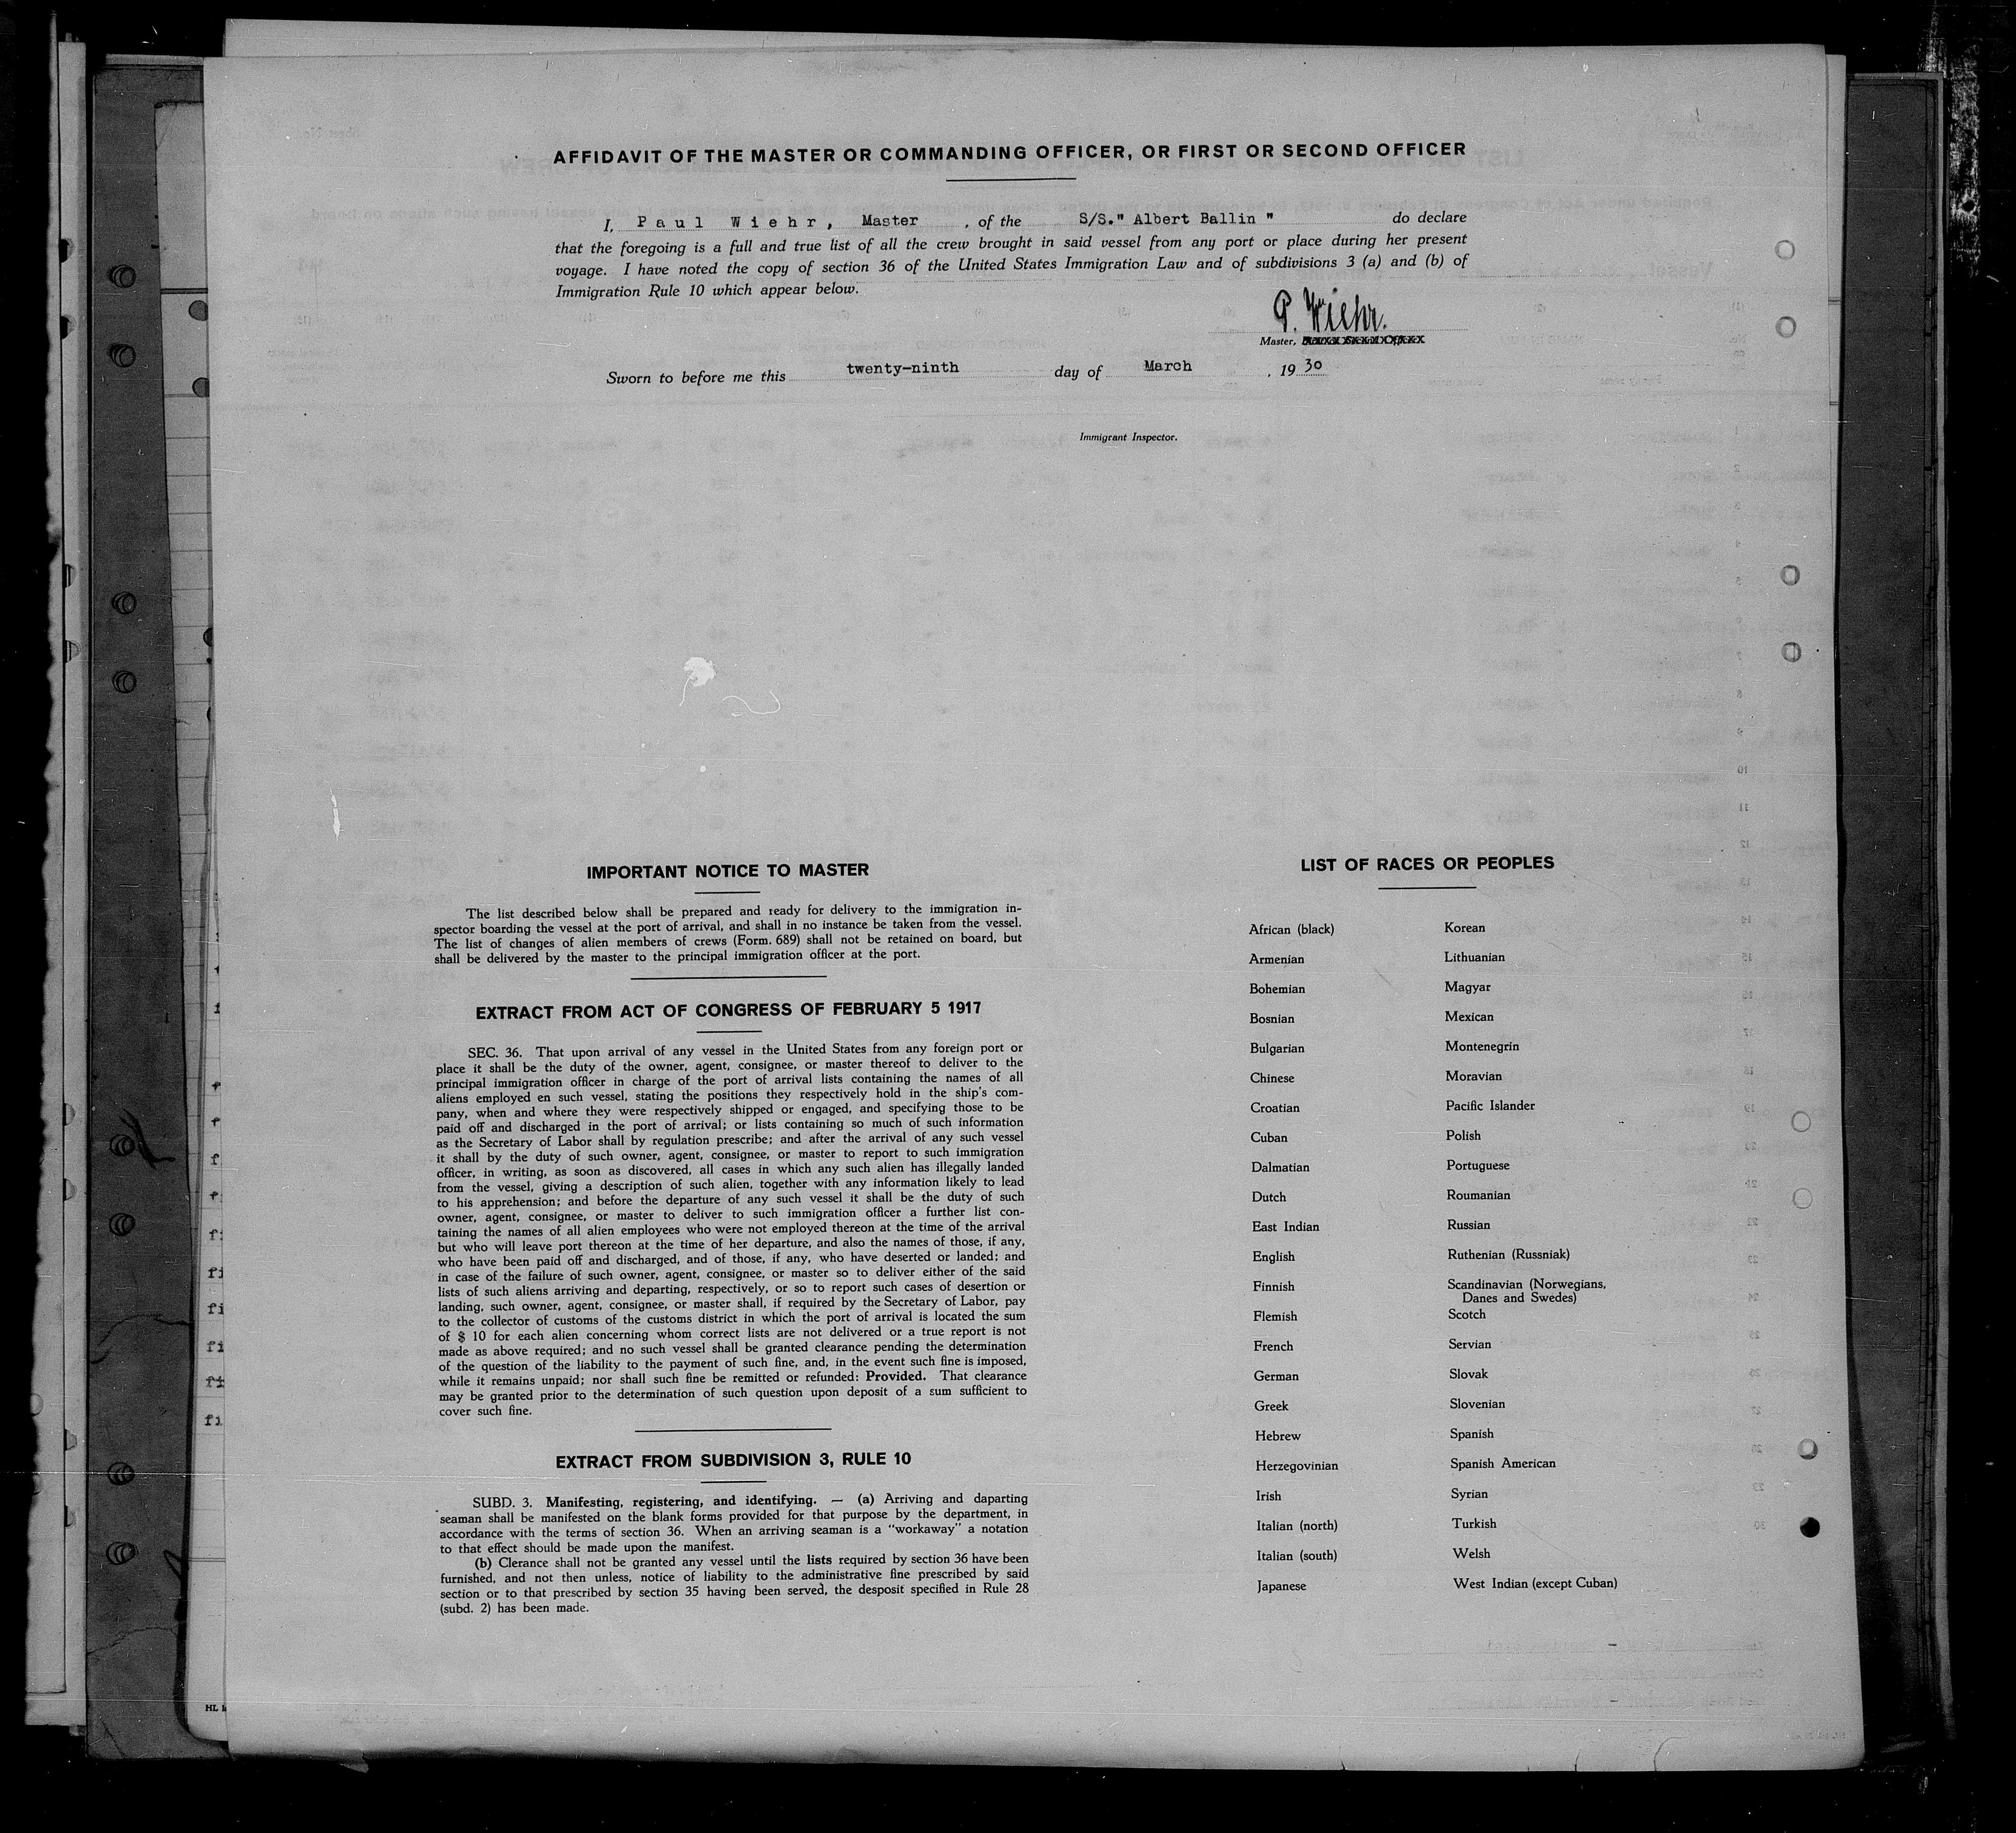 AFFIDAVIT OF THE MASTER OR COMMANDING OFFICER, OR FIRST OR SECOND OFFICER
I, Paul Wiehr, Master , of the S/S." Albert Ballin " do declare
that the foregoing is a full and true list of all the crew brought in said vessel from any port or place during her present
voyage. I have noted the copy of section 36 of the United States Immigration Law and of subdivisions 3 (a) and (b) of
Immigration Rule 10 which appear below.
P. Wiehr.
Master,
Sworn to before me this twenty-ninth day of March , 19 30
Immigrant Inspector.
IMPORTANT NOTICE TO MASTER
The list described below shall be prepared and ready for delivery to the immigration in-
spector boarding the vessel at the port of arrival, and shall in no instance be taken from the vessel.
The list of changes of alien members of crews (Form. 689) shall not be retained on board, but
shall be delivered by the master to the principal immigration officer at the port.
EXTRACT FROM ACT OF CONGRESS OF FEBRUARY 5 1917
SEC. 36. That upon arrival of any vessel in the United States from any foreign port or
place it shall be the duty of the owner, agent, consignee, or master thereof to deliver to the
principal immigration officer in charge of the port of arrival lists containing the names of all
aliens employed en such vessel, stating the positions they respectively hold in the ship's com-
pany, when and where they were respectively shipped or engaged, and specifying those to be
paid off and discharged in the port of arrival; or lists containing so much of such information
as the Secretary of Labor shall by regulation prescribe; and after the arrival of any such vessel
it shall by the duty of such owner, agent, consignee, or master to report to such immigration
officer, in writing, as soon as discovered, all cases in which any such alien has illegally landed
from the vessel, giving a description of such alien, together with any information likely to lead
to his apprehension; and before the departure of any such vessel it shall be the duty of such
owner, agent, consignee, or master to deliver to such immigration officer a further list con-
taining the names of all alien employees who were not employed thereon at the time of the arrival
but who will leave port thereon at the time of her departure, and also the names of those, if any,
who have been paid off and discharged, and of those, if any, who have deserted or landed; and
in case of the failure of such owner, agent, consignee, or master so to deliver either of the said
lists of such aliens arriving and departing, respectively, or so to report such cases of desertion or
landing, such owner, agent, consignee, or master shall, if required by the Secretary of Labor, pay
to the collector of customs of the customs district in which the port of arrival is located the sum
of $ 10 for each alien concerning whom correct lists are not delivered or a true report is not
made as above required; and no such vessel shall be granted clearance pending the determination
of the question of the liability to the payment of such fine, and, in the event such fine is imposed,
while it remains unpaid; nor shall such fine be remitted or refunded: Provided. That clearance
may be granted prior to the determination of such question upon deposit of a sum sufficient to
cover such fine.
EXTRACT FROM SUBDIVISION 3, RULE 10
SUBD. 3. Manifesting, registering, and identifying. — (a) Arriving and daparting
seaman shall be manifested on the blank forms provided for that purpose by the department, in
accordance with the terms of section 36. When an arriving seaman is a "workaway" a notation
to that effect should be made upon the manifest.
(b) Clerance shall not be granted any vessel until the lists required by section 36 have been
furnished, and not then unless, notice of liability to the administrative fine prescribed by said
section or to that prescribed by section 35 having been served, the desposit specified in Rule 28
(subd. 2) has been made.
LIST OF RACES OR PEOPLES
African (black)
Armenian
Bohemian
Bosnian
Bulgarian
Chinese
Croatian
Cuban
Dalmatian
Dutch
East Indian
English
Finnish
Flemish
French
German
Greek
Hebrew
Herzegovinian
Irish
Italian (north)
Italian (south)
Japanese
Korean
Lithuanian
Magyar
Mexican
Montenegrin
Moravian
Pacific Islander
Polish
Portuguese
Roumanian
Russian
Ruthenian (Russniak)
Scandinavian (Norwegians,
Danes and Swedes)
Scotch
Servian
Slovak
Slovenian
Spanish
Spanish American
Syrian
Turkish
Welsh
West Indian (except Cuban)